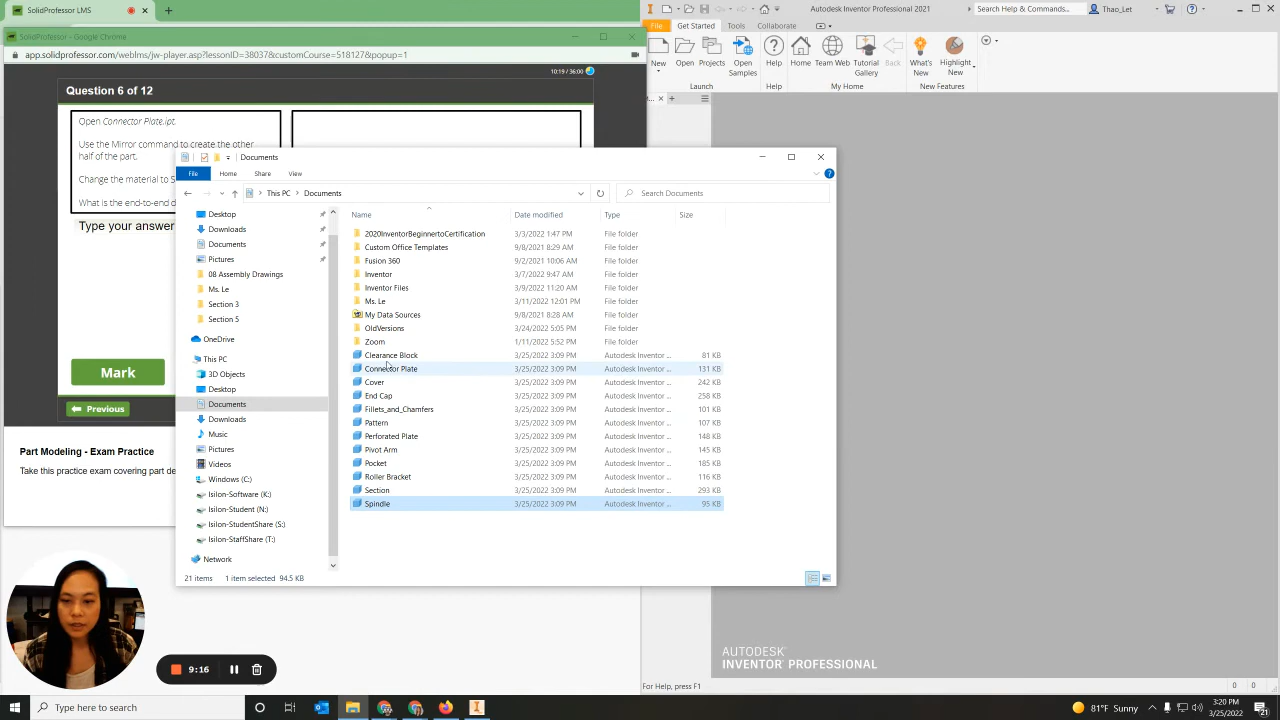 SolidProfessor LMS
SolidProfessor - Google Chrome
app.solidprofessor.com/weblms/jw-player.asp?lessonID=38037&customCourse=518127&popup=1
10:19 / 36:00
Question 6 of 12
Open Connector Plate.ipt.
Use the Mirror command to create the other
half of the part.
Change the material to S
What is the end-to-end d
Type your answer
Mark
Previous
Part Modeling - Exam Practice
Take this practice exam covering part de
9:16
Documents
File
Home
Share
View
This PC
Documents
Search Documents
Desktop
Downloads
Documents
Pictures
08 Assembly Drawings
Ms. Le
Section 3
Section 5
OneDrive
This PC
3D Objects
Desktop
Documents
Downloads
Music
Pictures
Videos
Windows (C:)
Isilon-Software (K:)
Isilon-Student (N:)
Isilon-StudentShare (S:)
Isilon-StaffShare (T:)
Network
Name Date modified Type Size
2020InventorBeginnertoCertification 3/3/2022 1:47 PM File folder
Custom Office Templates 9/8/2021 8:29 AM File folder
Fusion 360 9/2/2021 10:06 AM File folder
Inventor 3/7/2022 9:47 AM File folder
Inventor Files 3/9/2022 11:20 AM File folder
Ms. Le 3/11/2022 12:01 PM File folder
My Data Sources 9/8/2021 8:28 AM File folder
OldVersions 3/24/2022 5:05 PM File folder
Zoom 1/11/2022 5:52 PM File folder
Clearance Block 3/25/2022 3:09 PM Autodesk Inventor ... 81 KB
Connector Plate 3/25/2022 3:09 PM Autodesk Inventor ... 131 KB
Cover 3/25/2022 3:09 PM Autodesk Inventor ... 242 KB
End Cap 3/25/2022 3:09 PM Autodesk Inventor ... 258 KB
Fillets_and_Chamfers 3/25/2022 3:09 PM Autodesk Inventor ... 101 KB
Pattern 3/25/2022 3:09 PM Autodesk Inventor ... 107 KB
Perforated Plate 3/25/2022 3:09 PM Autodesk Inventor ... 148 KB
Pivot Arm 3/25/2022 3:09 PM Autodesk Inventor ... 145 KB
Pocket 3/25/2022 3:09 PM Autodesk Inventor ... 185 KB
Roller Bracket 3/25/2022 3:09 PM Autodesk Inventor ... 116 KB
Section 3/25/2022 3:09 PM Autodesk Inventor ... 293 KB
Spindle 3/25/2022 3:09 PM Autodesk Inventor ... 95 KB
21 items 1 item selected 94.5 KB
Autodesk Inventor Professional 2021
Search Help & Commands...
Thao_Let
File Get Started Tools Collaborate
New
Open
Projects
Open
Samples
Help
Home
Team Web
Tutorial
Gallery
Back
What's
New
Highlight
New
Launch
Help
My Home
New Features
AUTODESK®
INVENTOR® PROFESSIONAL
For Help, press F1
0 0
Type here to search
81°F Sunny
3:20 PM
3/25/2022
21